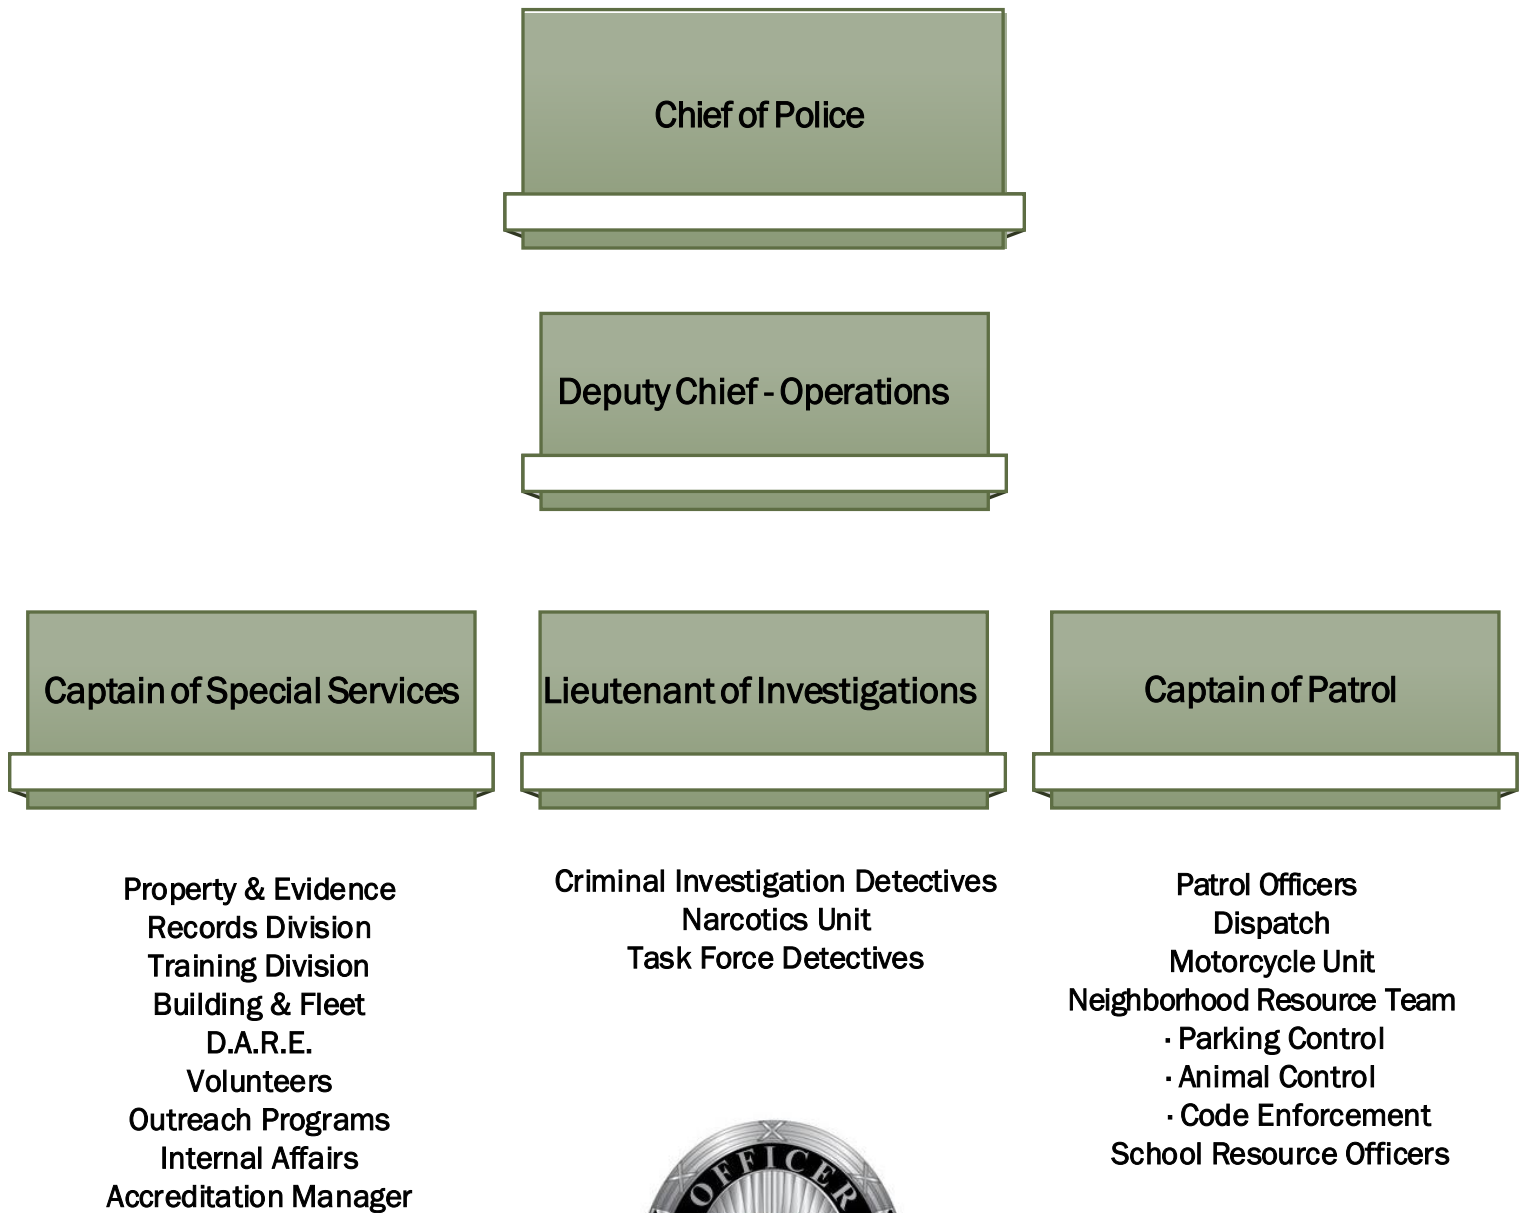 Chief of Police
Deputy Chief - Operations
Captain of Special Services
Lieutenant of Investigations
Captain of Patrol
Property & Evidence
Records Division
Training Division
Building & Fleet
D.A.R.E.
Volunteers
Outreach Programs
Internal Affairs
Accreditation Manager
Criminal Investigation Detectives
Narcotics Unit
Task Force Detectives
Patrol Officers
Dispatch
Motorcycle Unit
Neighborhood Resource Team
· Parking Control
· Animal Control
· Code Enforcement
School Resource Officers
OFFICER